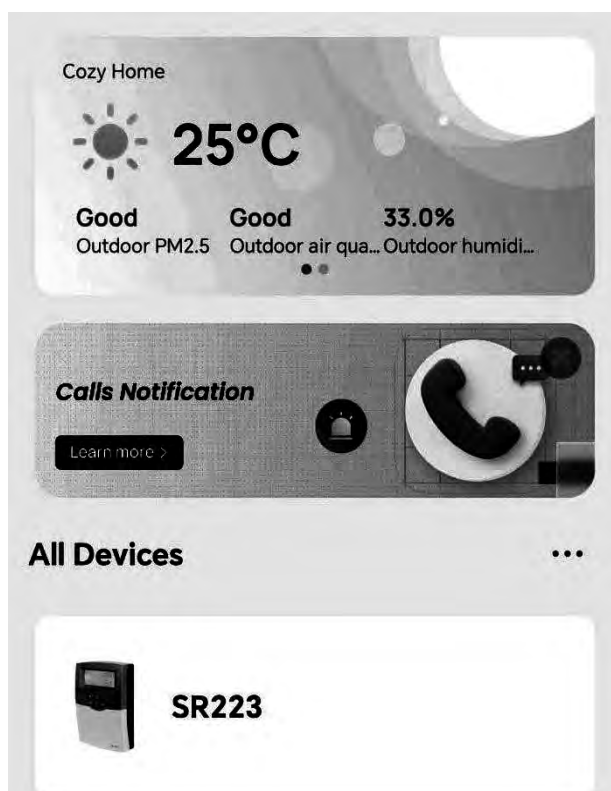 Cozy Home
25°C
Good Good 33.0%
Outdoor PM2.5 Outdoor air qua... Outdoor humidi...
Calls Notification
Learn more >
All Devices
SR223